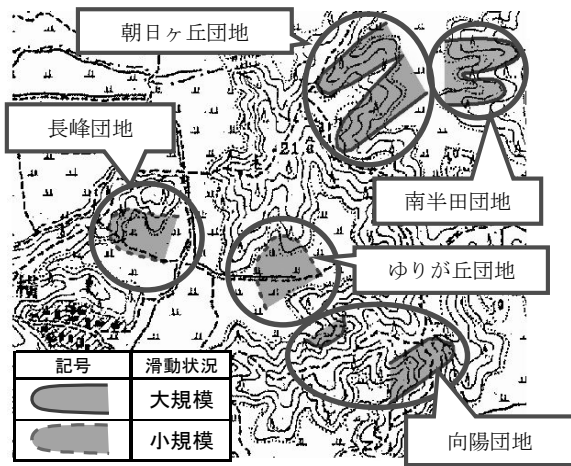 朝日ヶ丘団地
長峰団地
南半田団地
ゆりが丘団地
向陽団地
記号 滑動状況
大規模
小規模